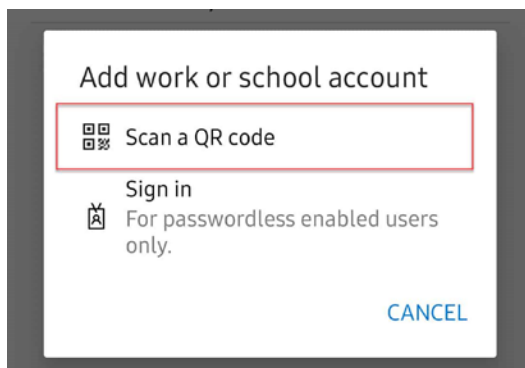 Add work or school account
Scan a QR code
Sign in
For passwordless enabled users
only.
CANCEL